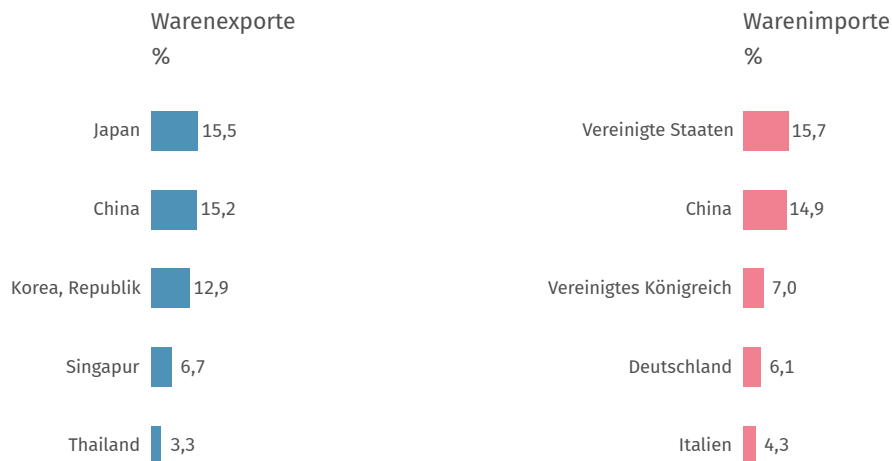 Warenexporte
%
Japan 15,5
China 15,2
Korea, Republik 12,9
Singapur 6,7
Thailand 3,3
Warenimporte
%
Vereinigte Staaten 15,7
China 14,9
Vereinigtes Königreich 7,0
Deutschland 6,1
Italien 4,3